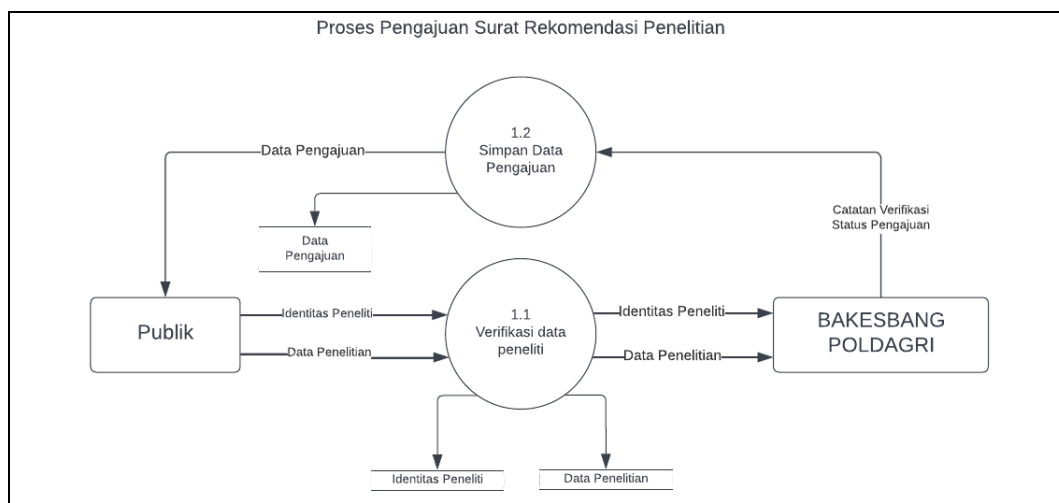 Proses Pengajuan Surat Rekomendasi Penelitian
1.2
Simpan Data
Pengajuan
Data Pengajuan
Catatan Verifikasi
Status Pengajuan
Data
Pengajuan
Publik
Identitas Peneliti
Data Penelitian
1.1
Verifikasi data
peneliti
Identitas Peneliti
Data Penelitian
BAKESBANG
POLDAGRI
Identitas Peneliti
Data Penelitian